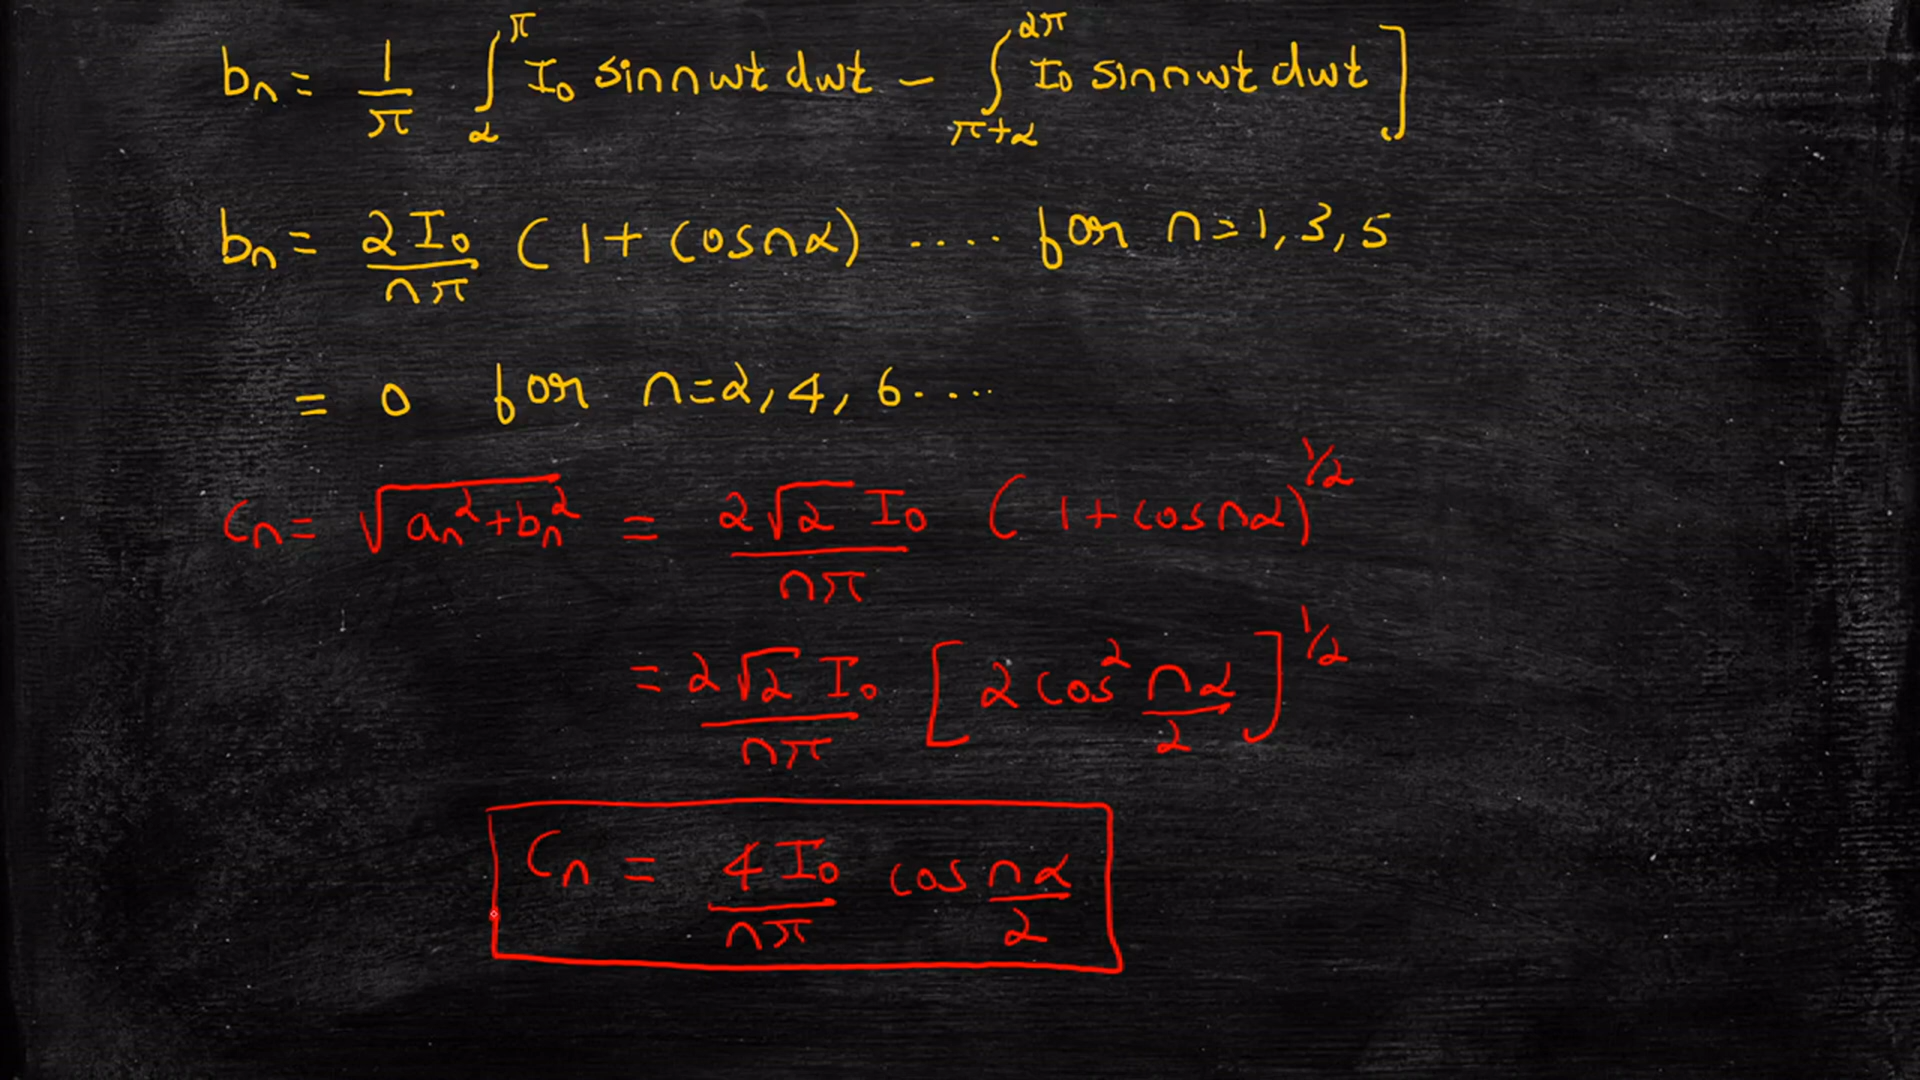 bn = 1/π ∫_α^π I₀ sin nωt dωt − ∫_{π+α}^{2π} I₀ sin nωt dωt ]
bn = 2I₀/nπ (1 + cos nα) .... for n = 1, 3, 5
= 0 for n = 2, 4, 6....
Cn = √(an² + bn²) = 2√2 I₀/nπ (1 + cos nα)^1/2
= 2√2 I₀/nπ [2 cos² nα/2]^1/2
Cn = 4I₀/nπ cos nα/2